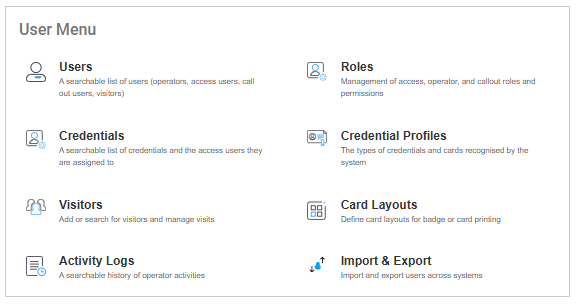 User Menu
Users
A searchable list of users (operators, access users, call
out users, visitors)
Roles
Management of access, operator, and callout roles and
permissions
Credentials
A searchable list of credentials and the access users they
are assigned to
Credential Profiles
The types of credentials and cards recognised by the
system
Visitors
Add or search for visitors and manage visits
Card Layouts
Define card layouts for badge or card printing
Activity Logs
A searchable history of operator activities
Import & Export
Import and export users across systems